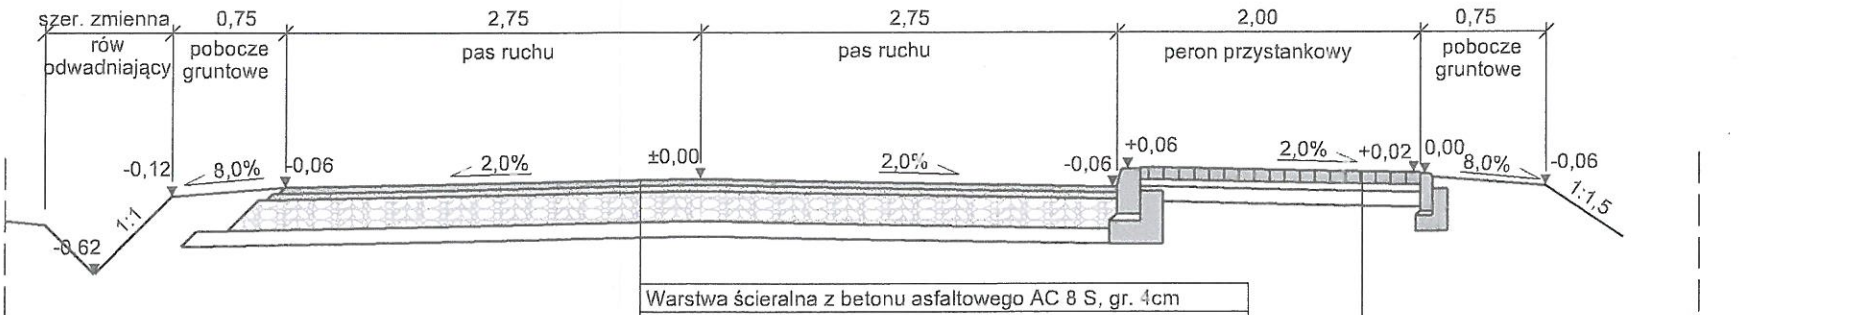 szer. zmienna 0,75 2,75 2,75 2,00 0,75
rów
odwadniający
pobocze
gruntowe
pas ruchu
pas ruchu
peron przystankowy
pobocze
gruntowe
-0,12 8,0% -0,06 2,0% ±0,00 2,0% -0,06 +0,06 2,0% +0,02 0,00 8,0% -0,06
1:1
1:1,5
-0,62
Warstwa ścieralna z betonu asfaltowego AC 8 S, gr. 4cm